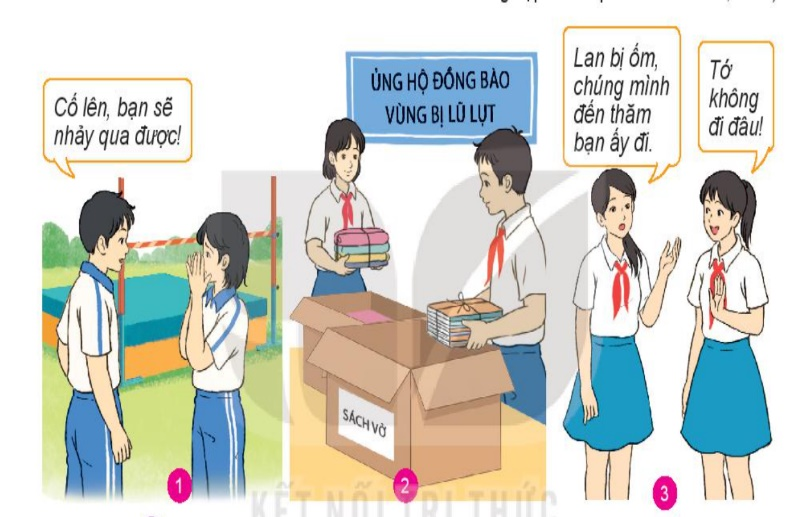 Cố lên, bạn sẽ
nhảy qua được!
ỦNG HỘ ĐỒNG BÀO
VÙNG BỊ LŨ LỤT
Lan bị ốm,
chúng mình
đến thăm
bạn ấy đi.
Tớ
không
đi đâu!
SÁCH VỞ
1
2
3
KẾT NỐI TRI THỨC